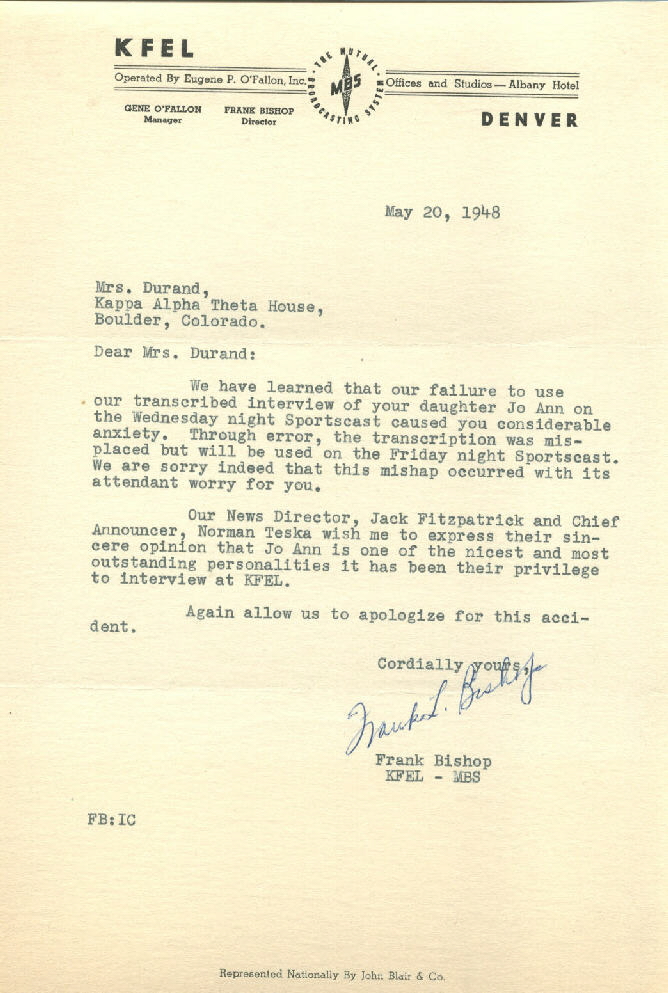 KFEL
Operated By Eugene P. O'Fallon, Inc.
THE MUTUAL BROADCASTING SYSTEM
MBS
Offices and Studios — Albany Hotel
GENE O'FALLON
Manager
FRANK BISHOP
Director
DENVER
May 20, 1948
Mrs. Durand,
Kappa Alpha Theta House,
Boulder, Colorado.
Dear Mrs. Durand:
We have learned that our failure to use
our transcribed interview of your daughter Jo Ann on
the Wednesday night Sportscast caused you considerable
anxiety. Through error, the transcription was mis-
placed but will be used on the Friday night Sportscast.
We are sorry indeed that this mishap occurred with its
attendant worry for you.
Our News Director, Jack Fitzpatrick and Chief
Announcer, Norman Teska wish me to express their sin-
cere opinion that Jo Ann is one of the nicest and most
outstanding personalities it has been their privilege
to interview at KFEL.
Again allow us to apologize for this acci-
dent.
Cordially yours,
Frank L. Bishop
Frank Bishop
KFEL - MBS
FB:IC
Represented Nationally By John Blair & Co.